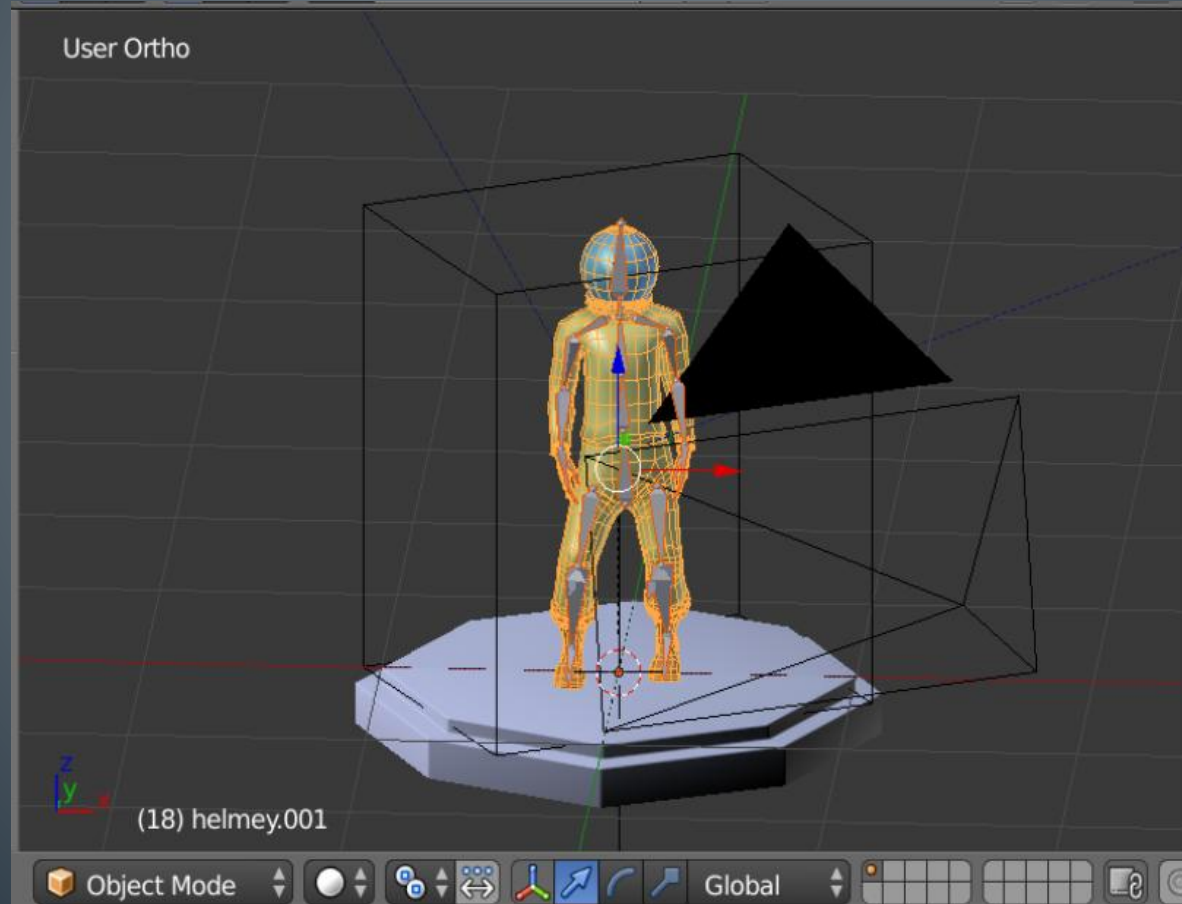 User Ortho
z
y
x
(18) helmey.001
Object Mode
Global